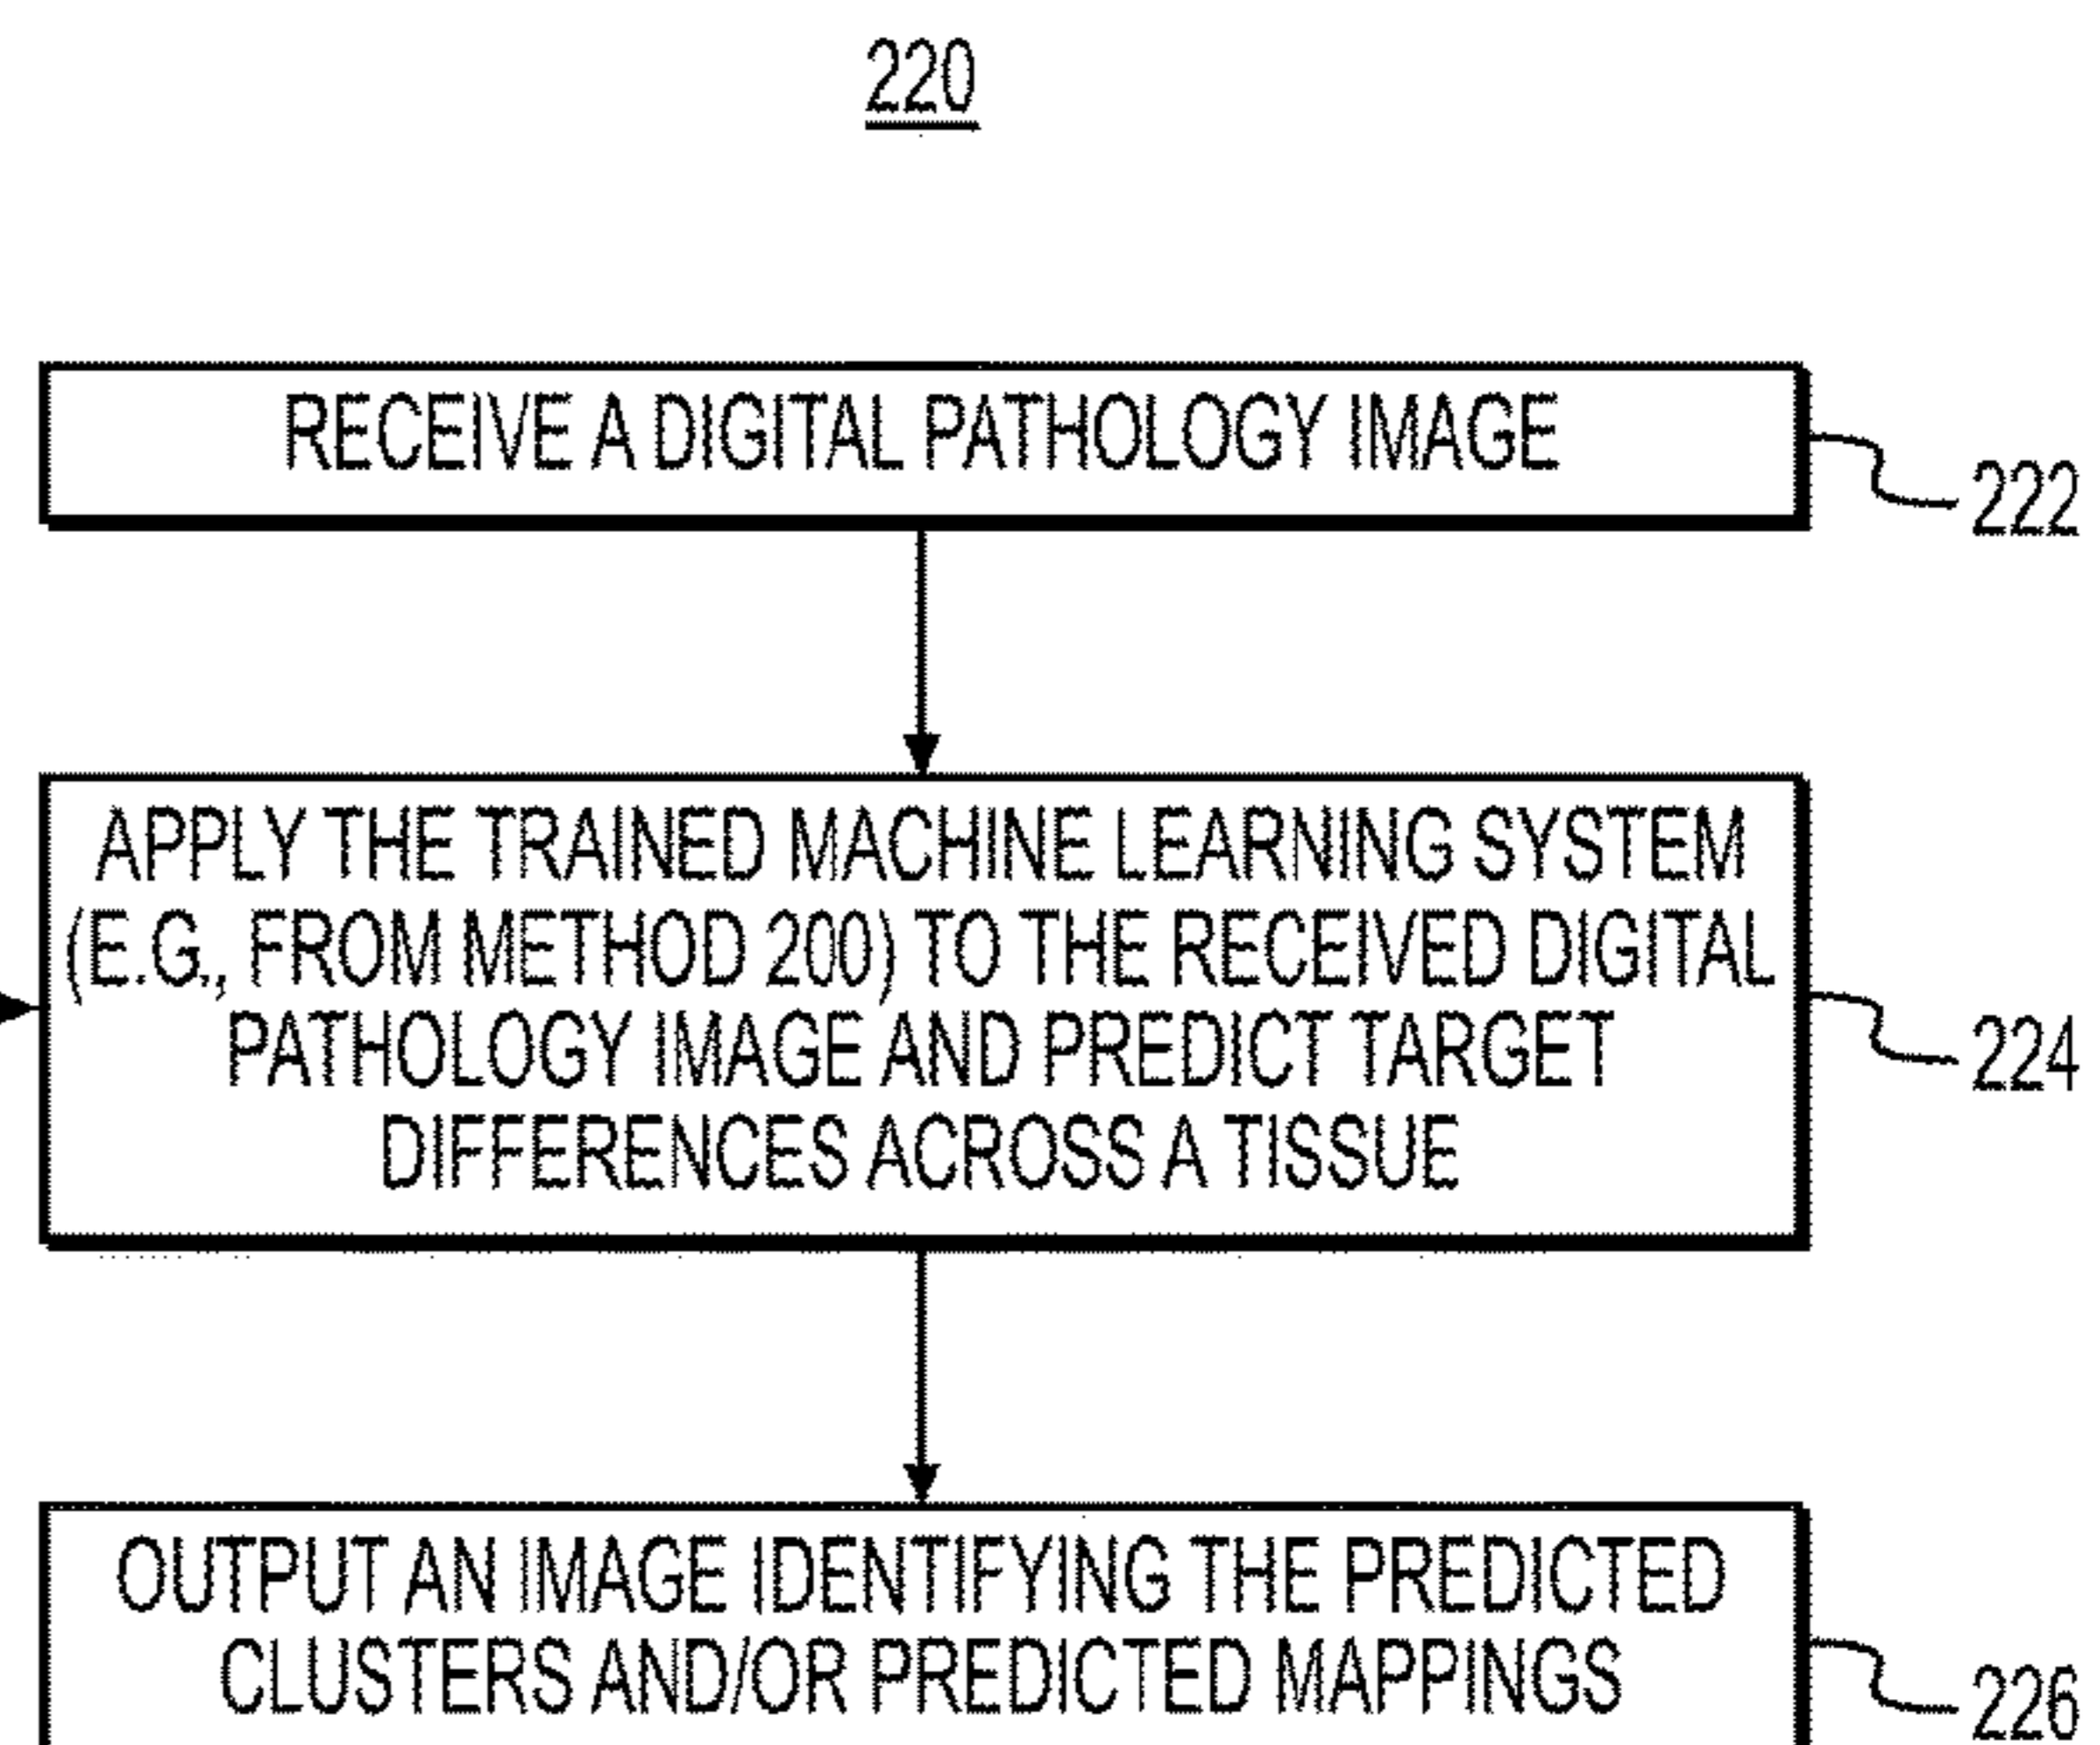 220
RECEIVE A DIGITAL PATHOLOGY IMAGE
222
APPLY THE TRAINED MACHINE LEARNING SYSTEM
(E.G., FROM METHOD 200) TO THE RECEIVED DIGITAL
PATHOLOGY IMAGE AND PREDICT TARGET
DIFFERENCES ACROSS A TISSUE
224
OUTPUT AN IMAGE IDENTIFYING THE PREDICTED
CLUSTERS AND/OR PREDICTED MAPPINGS
226